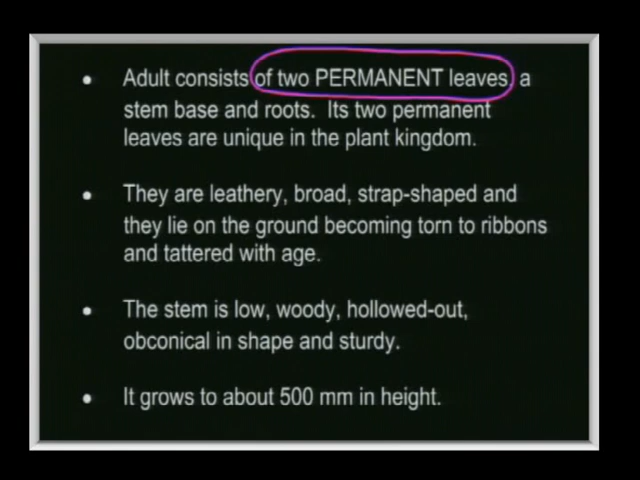 Adult consists of two PERMANENT leaves, a
stem base and roots. Its two permanent
leaves are unique in the plant kingdom.
They are leathery, broad, strap-shaped and
they lie on the ground becoming torn to ribbons
and tattered with age.
The stem is low, woody, hollowed-out,
obconical in shape and sturdy.
It grows to about 500 mm in height.